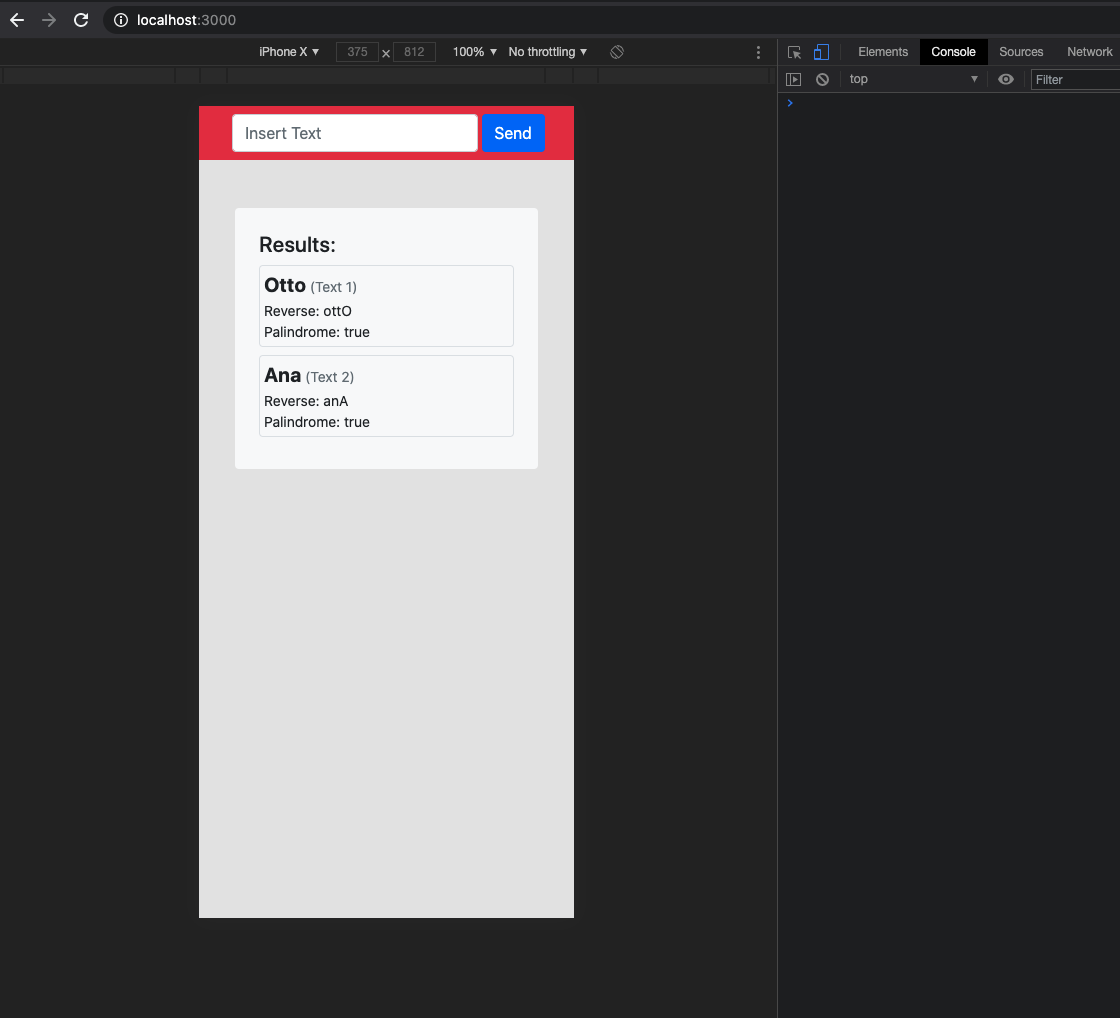 localhost:3000
iPhone X ▼ 375 x 812 100% ▼ No throttling ▼
Elements Console Sources Network
top ▼ Filter
Insert Text Send
Results:
Otto (Text 1)
Reverse: ottO
Palindrome: true
Ana (Text 2)
Reverse: anA
Palindrome: true